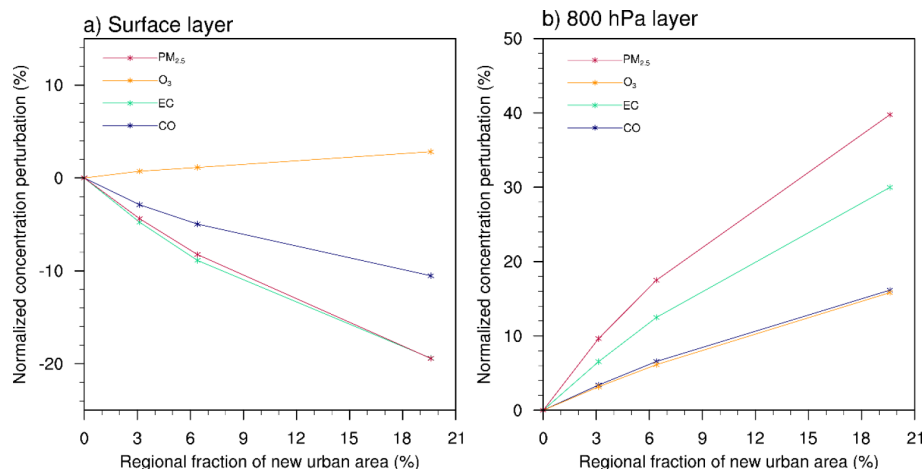 a) Surface layer
Normalized concentration perturbation (%)
10
0
-10
-20
PM2.5
O3
EC
CO
0 3 6 9 12 15 18 21
Regional fraction of new urban area (%)
b) 800 hPa layer
Normalized concentration perturbation (%)
50
40
30
20
10
0
PM2.5
O3
EC
CO
0 3 6 9 12 15 18 21
Regional fraction of new urban area (%)